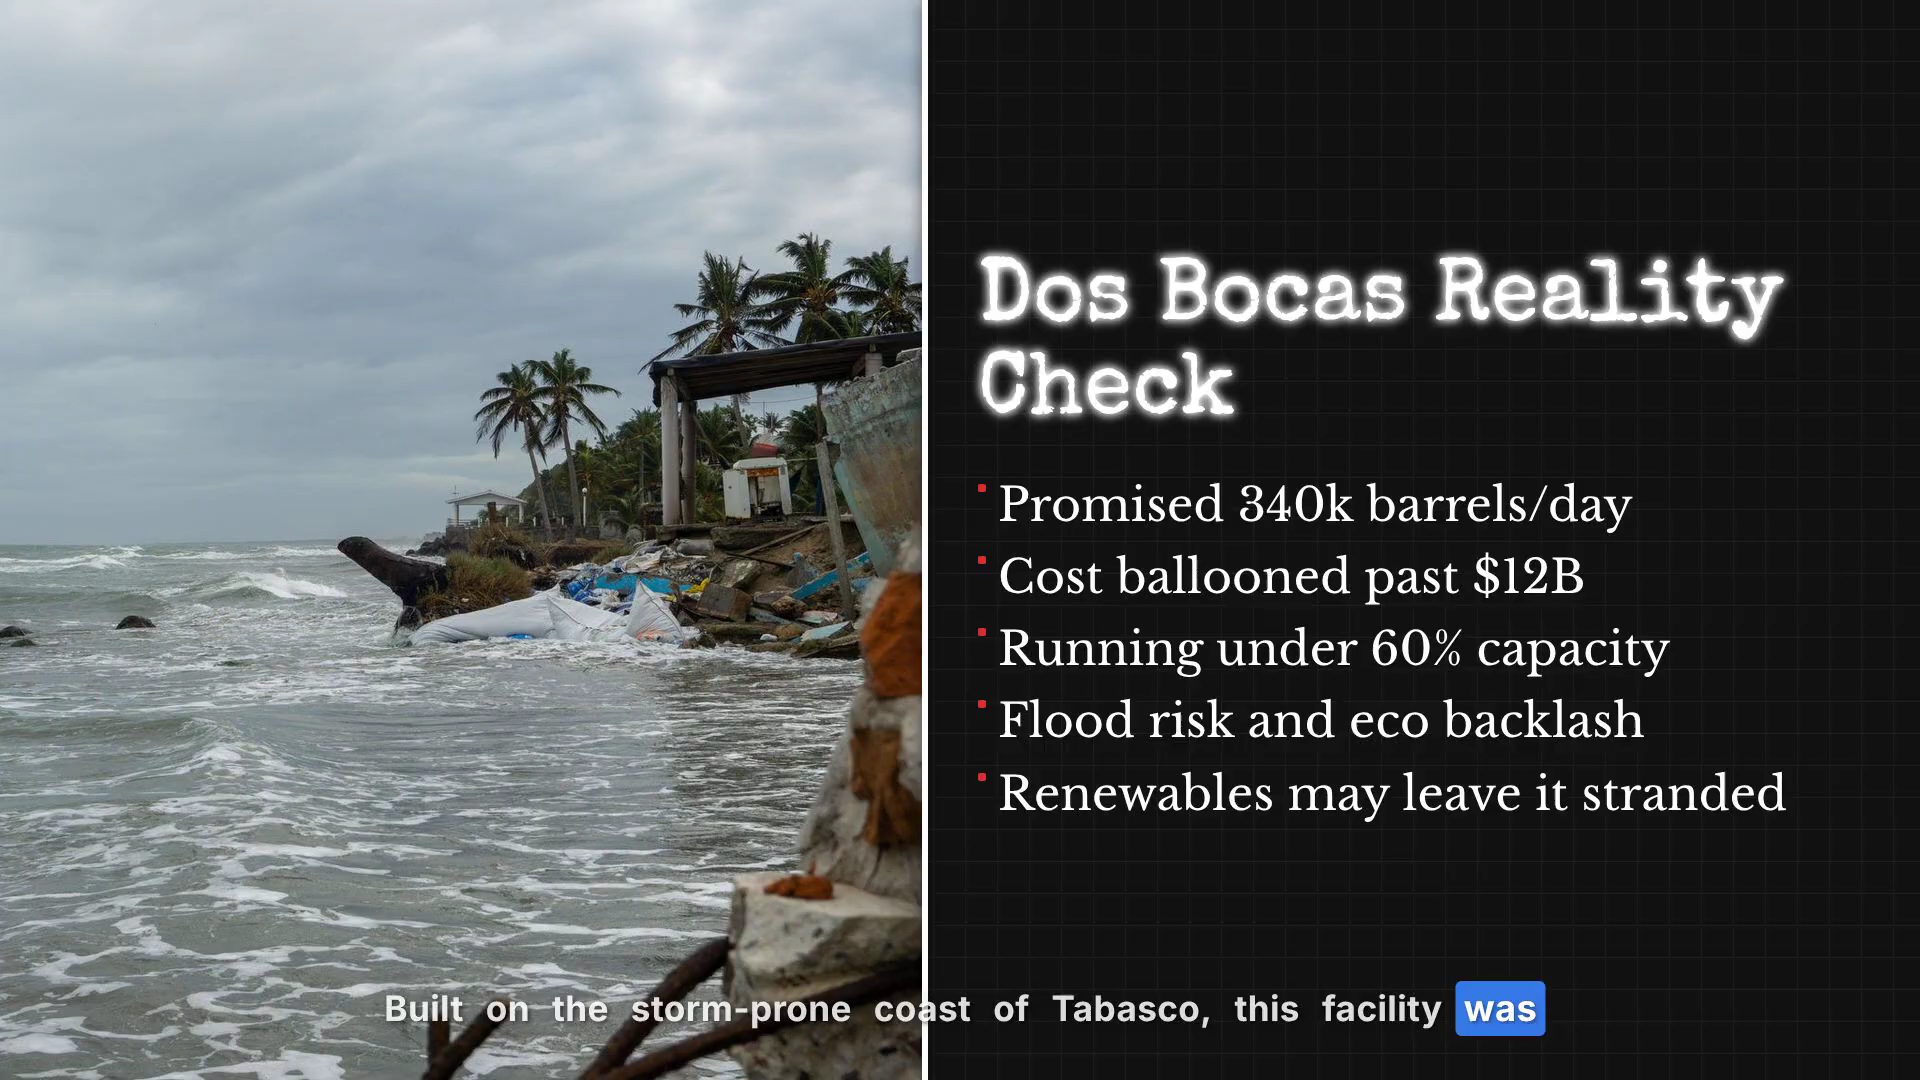 Dos Bocas Reality
Check
Promised 340k barrels/day
Cost ballooned past $12B
Running under 60% capacity
Flood risk and eco backlash
Renewables may leave it stranded
Built on the storm-prone coast of Tabasco, this facility was